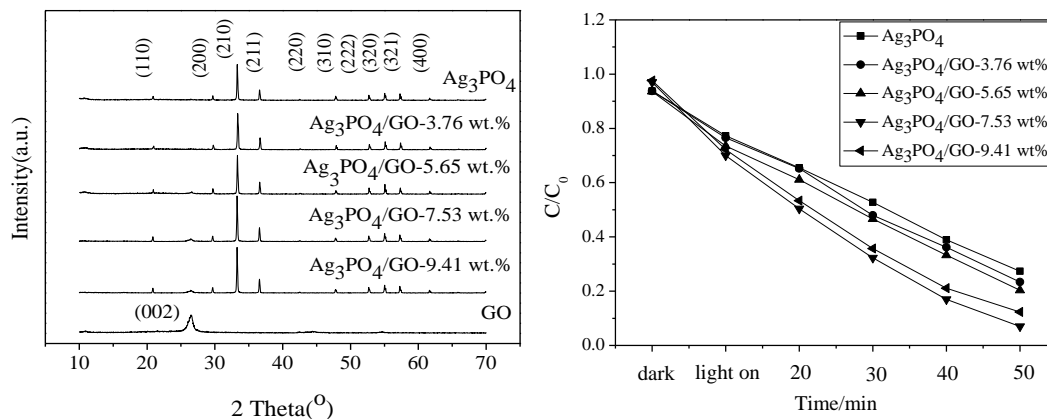 (110)
(200)
(210)
(211)
(220)
(310)
(222)
(320)
(321)
(400)
Ag3PO4
Ag3PO4/GO-3.76 wt.%
Ag3PO4/GO-5.65 wt.%
Ag3PO4/GO-7.53 wt.%
Ag3PO4/GO-9.41 wt.%
(002)
GO
Intensity(a.u.)
10 20 30 40 50 60 70
2 Theta(O)
Ag3PO4
Ag3PO4/GO-3.76 wt%
Ag3PO4/GO-5.65 wt%
Ag3PO4/GO-7.53 wt%
Ag3PO4/GO-9.41 wt%
1.2
1.0
0.8
0.6
0.4
0.2
0.0
C/C0
dark light on 20 30 40 50
Time/min